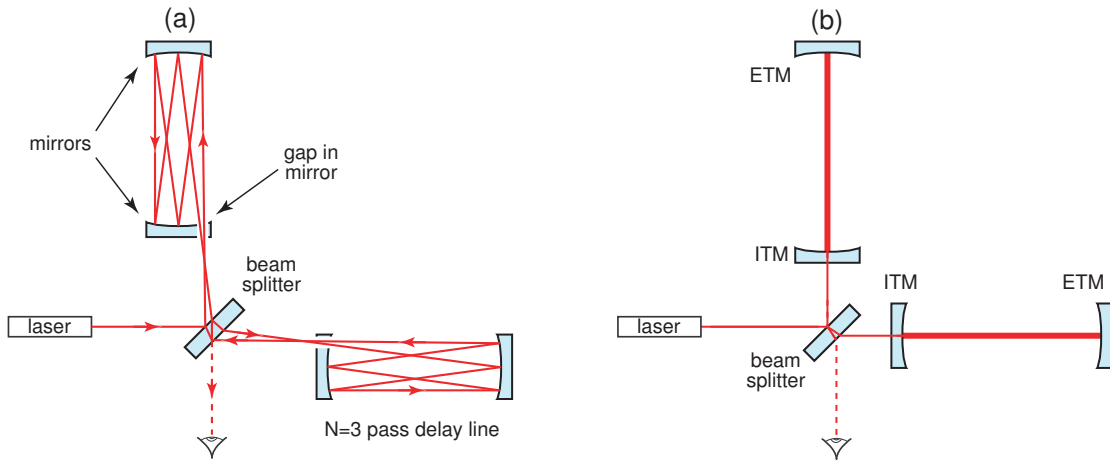 (a)
mirrors
gap in
mirror
beam
splitter
laser
N=3 pass delay line
(b)
ETM
ITM
ITM
ETM
laser
beam
splitter